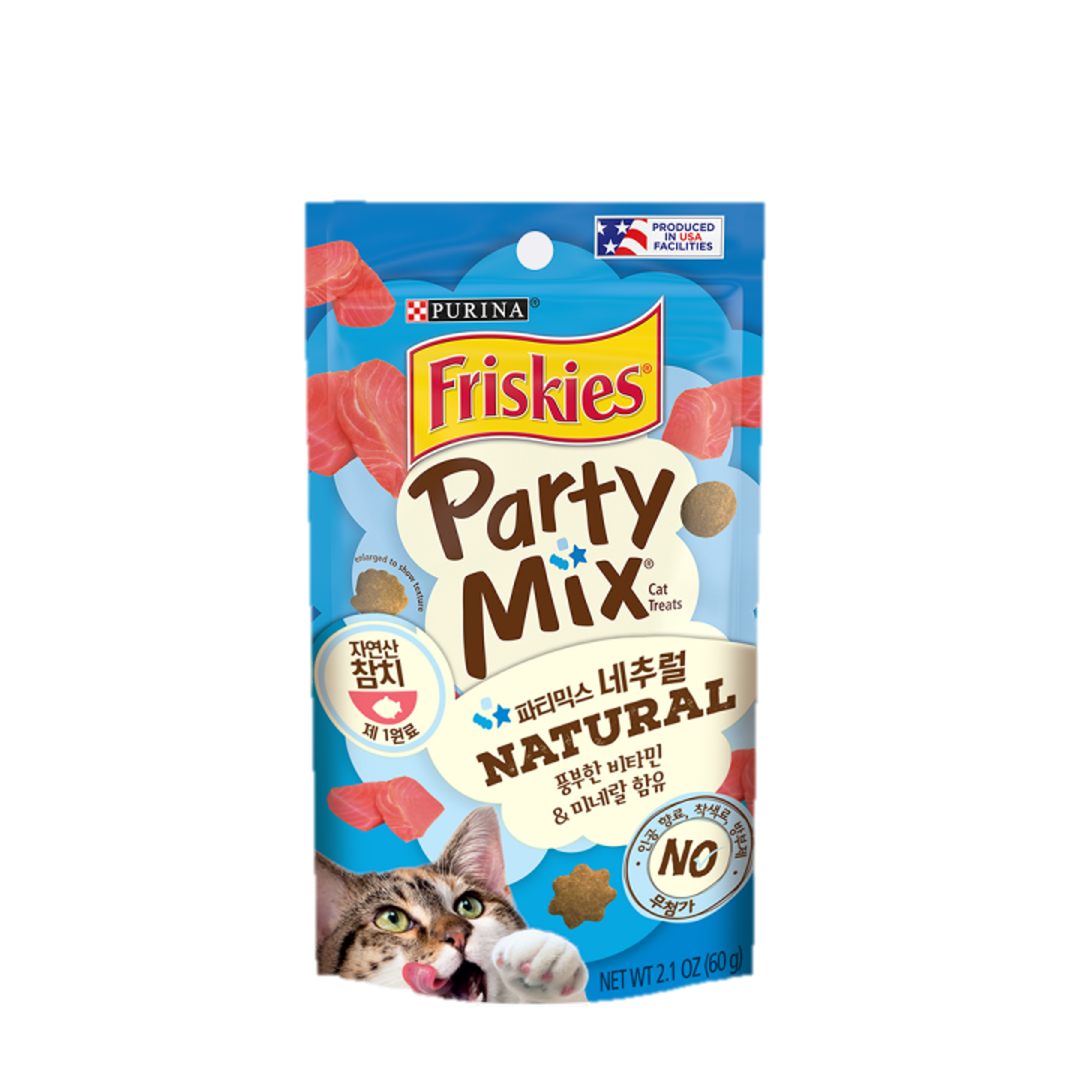 PRODUCED
IN USA
FACILITIES
PURINA®
Friskies®
Party
Mix®
Cat
Treats
enlarged to show texture
자연산
참치
제 1원료
파티믹스 네추럴
NATURAL
풍부한 비타민
& 미네랄 함유
인공 향료, 착색료, 방부제
NO
무첨가
NET WT 2.1 OZ (60 g)